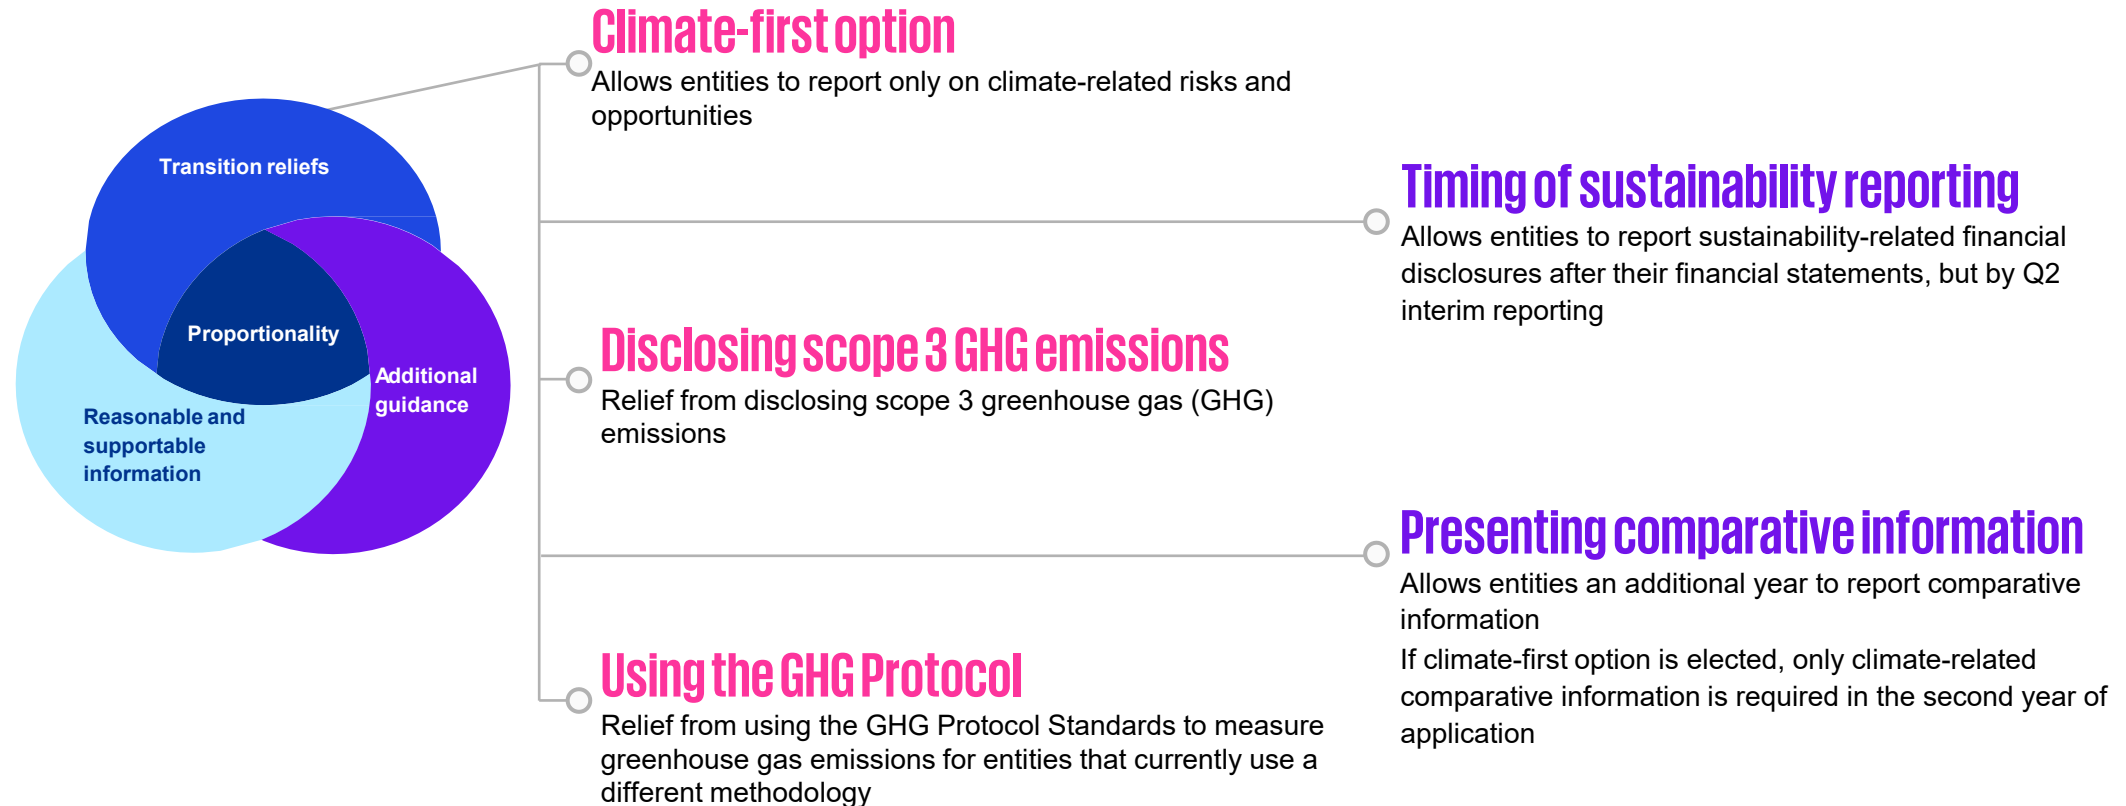 Transition reliefs
Proportionality
Additional
guidance
Reasonable and
supportable
information
Climate-first option
Allows entities to report only on climate-related risks and
opportunities
Timing of sustainability reporting
Allows entities to report sustainability-related financial
disclosures after their financial statements, but by Q2
interim reporting
Disclosing scope 3 GHG emissions
Relief from disclosing scope 3 greenhouse gas (GHG)
emissions
Presenting comparative information
Allows entities an additional year to report comparative
information
If climate-first option is elected, only climate-related
comparative information is required in the second year of
application
Using the GHG Protocol
Relief from using the GHG Protocol Standards to measure
greenhouse gas emissions for entities that currently use a
different methodology